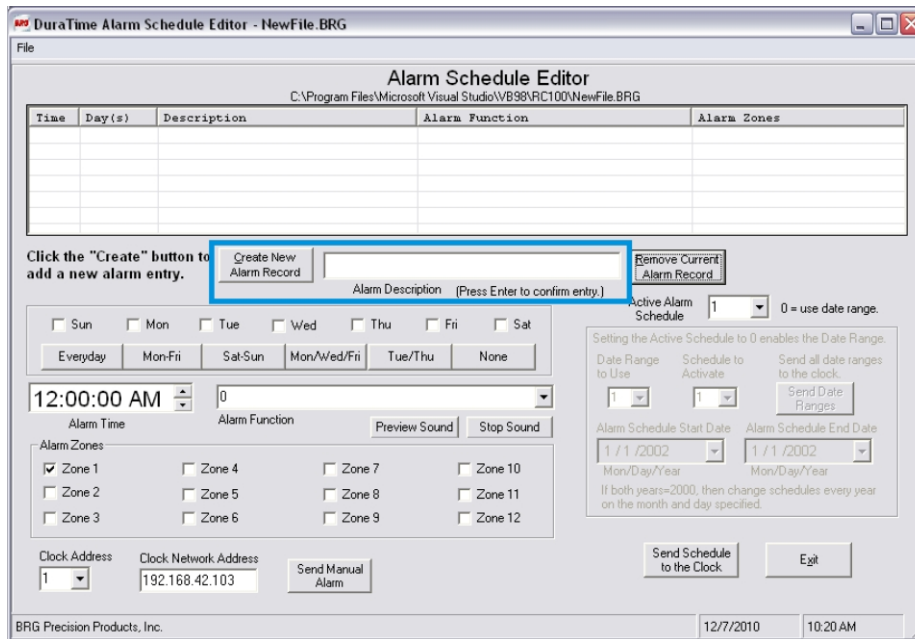 BRG DuraTime Alarm Schedule Editor - NewFile.BRG
File
Alarm Schedule Editor
C:\Program Files\Microsoft Visual Studio\VB98\RC100\NewFile.BRG
Time Day(s) Description Alarm Function Alarm Zones
Click the "Create" button to
add a new alarm entry.
Create New
Alarm Record
Alarm Description (Press Enter to confirm entry.)
Remove Current
Alarm Record
Active Alarm
Schedule
1
0 = use date range.
Sun Mon Tue Wed Thu Fri Sat
Everyday Mon-Fri Sat-Sun Mon/Wed/Fri Tue/Thu None
12:00:00 AM
Alarm Time
0
Alarm Function
Preview Sound Stop Sound
Alarm Zones
Zone 1 Zone 4 Zone 7 Zone 10
Zone 2 Zone 5 Zone 8 Zone 11
Zone 3 Zone 6 Zone 9 Zone 12
Setting the Active Schedule to 0 enables the Date Range.
Date Range
to Use
1
Schedule to
Activate
1
Send all date ranges
to the clock.
Send Date
Ranges
Alarm Schedule Start Date Alarm Schedule End Date
1 / 1 /2002 1 / 1 /2002
Mon/Day/Year Mon/Day/Year
If both years=2000, then change schedules every year
on the month and day specified.
Clock Address
1
Clock Network Address
192.168.42.103
Send Manual
Alarm
Send Schedule
to the Clock
Exit
BRG Precision Products, Inc. 12/7/2010 10:20 AM